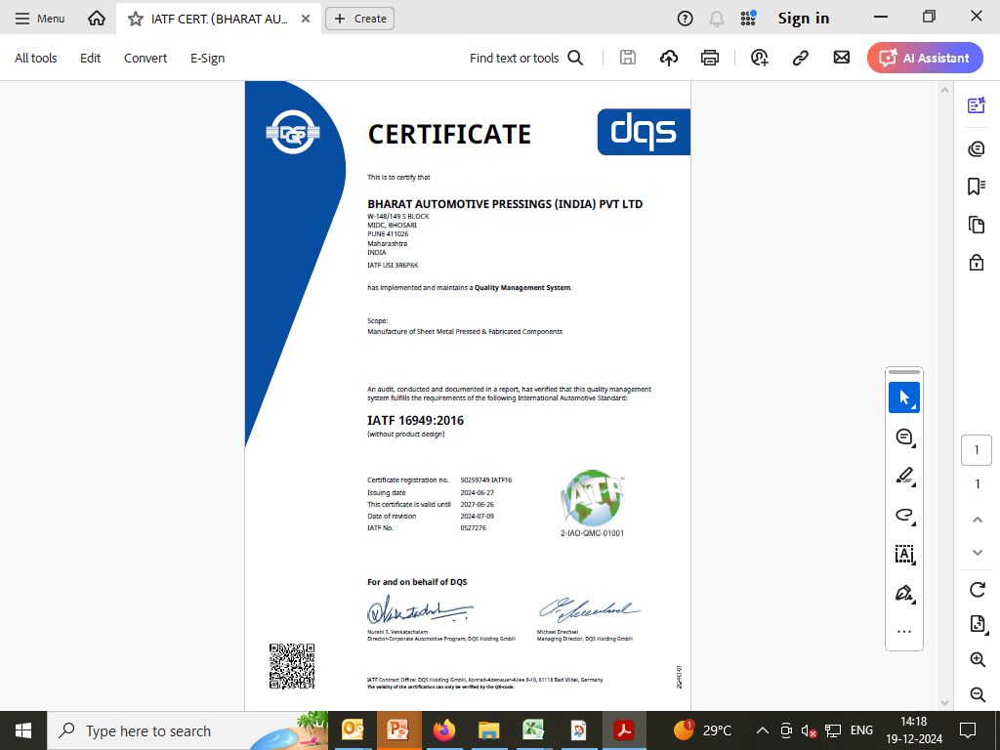 Menu
IATF CERT. (BHARAT AU...
Create
Sign in
All tools
Edit
Convert
E-Sign
Find text or tools
AI Assistant
DQS
CERTIFICATE
dqs
This is to certify that
BHARAT AUTOMOTIVE PRESSINGS (INDIA) PVT LTD
W-148/149 S BLOCK
MIDC, BHOSARI
PUNE 411026
Maharashtra
INDIA
IATF USI 3R6P6K
has implemented and maintains a Quality Management System.
Scope:
Manufacture of Sheet Metal Pressed & Fabricated Components
An audit, conducted and documented in a report, has verified that this quality management
system fulfills the requirements of the following International Automotive Standard:
IATF 16949:2016
(without product design)
Certificate registration no. 50259749 IATF16
Issuing date 2024-06-27
This certificate is valid until 2027-06-26
Date of revision 2024-07-09
IATF No. 0527276
IATF
2-IAO-QMC-01001
For and on behalf of DQS
Nurani S. Venkatachalam
Director-Corporate Automotive Program, DQS Holding GmbH
Michael Drechsel
Managing Director, DQS Holding GmbH
IATF Contract Office: DQS Holding GmbH, Konrad-Adenauer-Allee 8-10, 61118 Bad Vilbel, Germany
The validity of the certification can only be verified by the QR-code.
1
1
Type here to search
1
29°C
ENG
14:18
19-12-2024